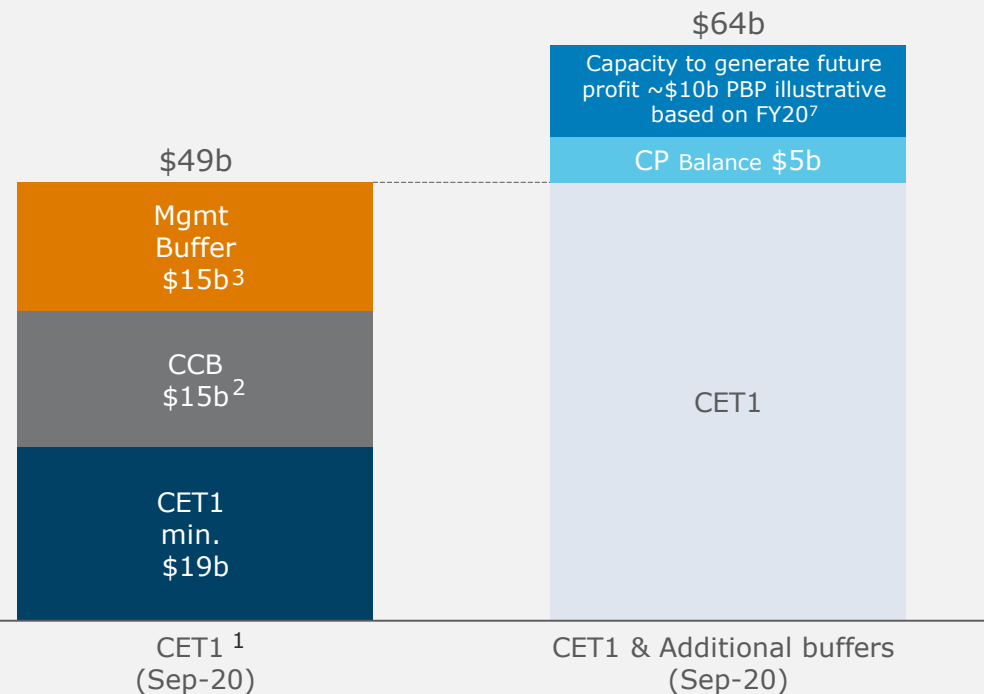 $64b
Capacity to generate future
profit ~$10b PBP illustrative
based on FY20⁷
CP Balance $5b
$49b
Mgmt
Buffer
$15b³
CCB
$15b²
CET1
CET1
min.
$19b
CET1 ¹
(Sep-20)
CET1 & Additional buffers
(Sep-20)